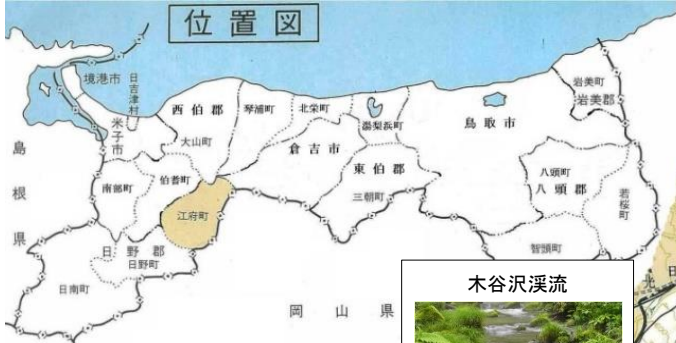 位置図
境港市
日吉津村
米子市
西伯郡
大山町
琴浦町
北栄町
湯梨浜町
鳥取市
岩美町
岩美郡
倉吉市
東伯郡
三朝町
八頭町
八頭郡
若桜町
智頭町
南部町
伯耆町
江府町
日野郡
日野町
日南町
島根県
岡山県
木谷沢渓流